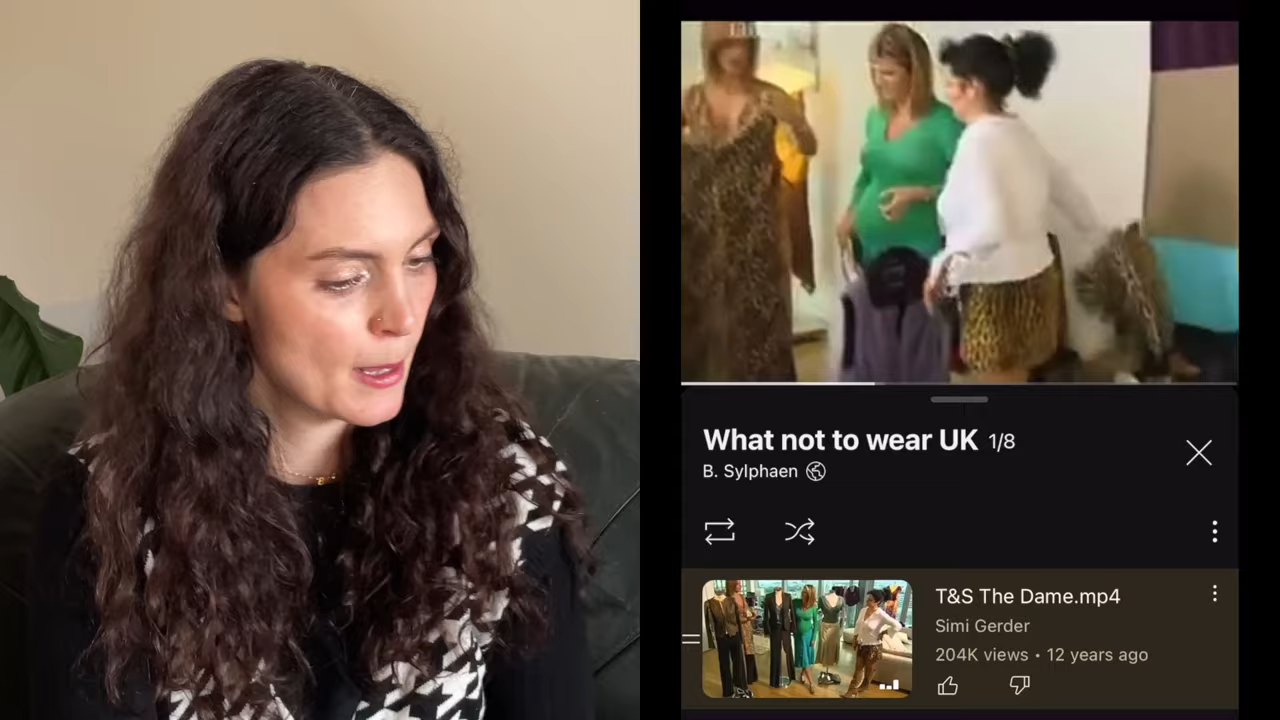 What not to wear UK 1/8
B. Sylphaen
T&S The Dame.mp4
Simi Gerder
204K views • 12 years ago